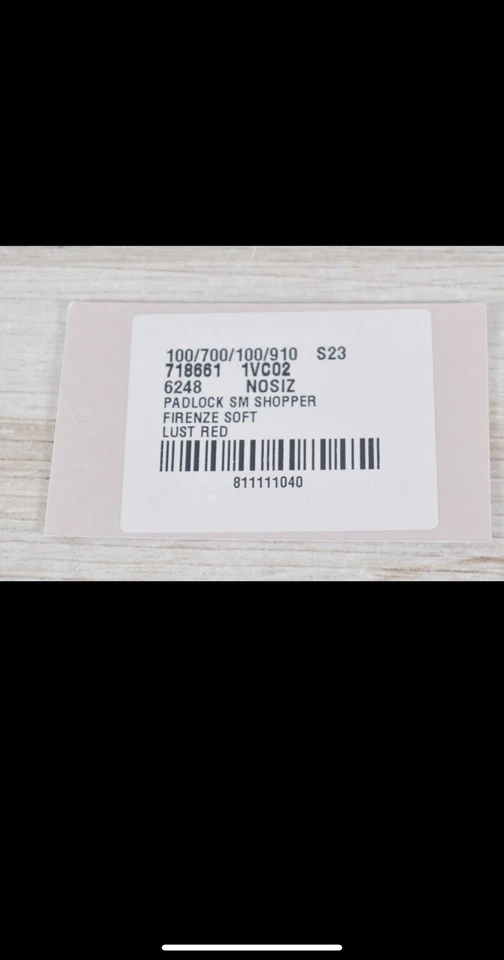 100/700/100/910 S23
718661 1VC02
6248 NOSIZ
PADLOCK SM SHOPPER
FIRENZE SOFT
LUST RED
811111040